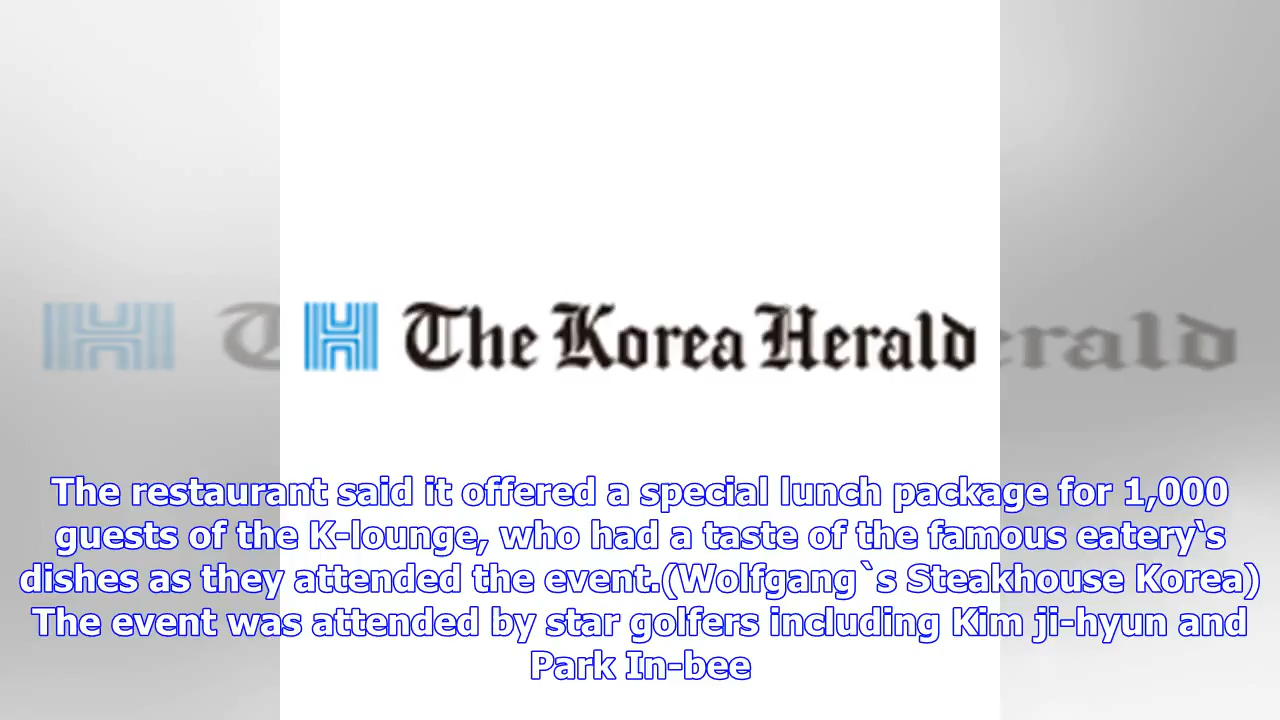 The Korea Herald
The restaurant said it offered a special lunch package for 1,000
guests of the K-lounge, who had a taste of the famous eatery‛s
dishes as they attended the event.(Wolfgang`s Steakhouse Korea)
The event was attended by star golfers including Kim ji-hyun and
Park In-bee